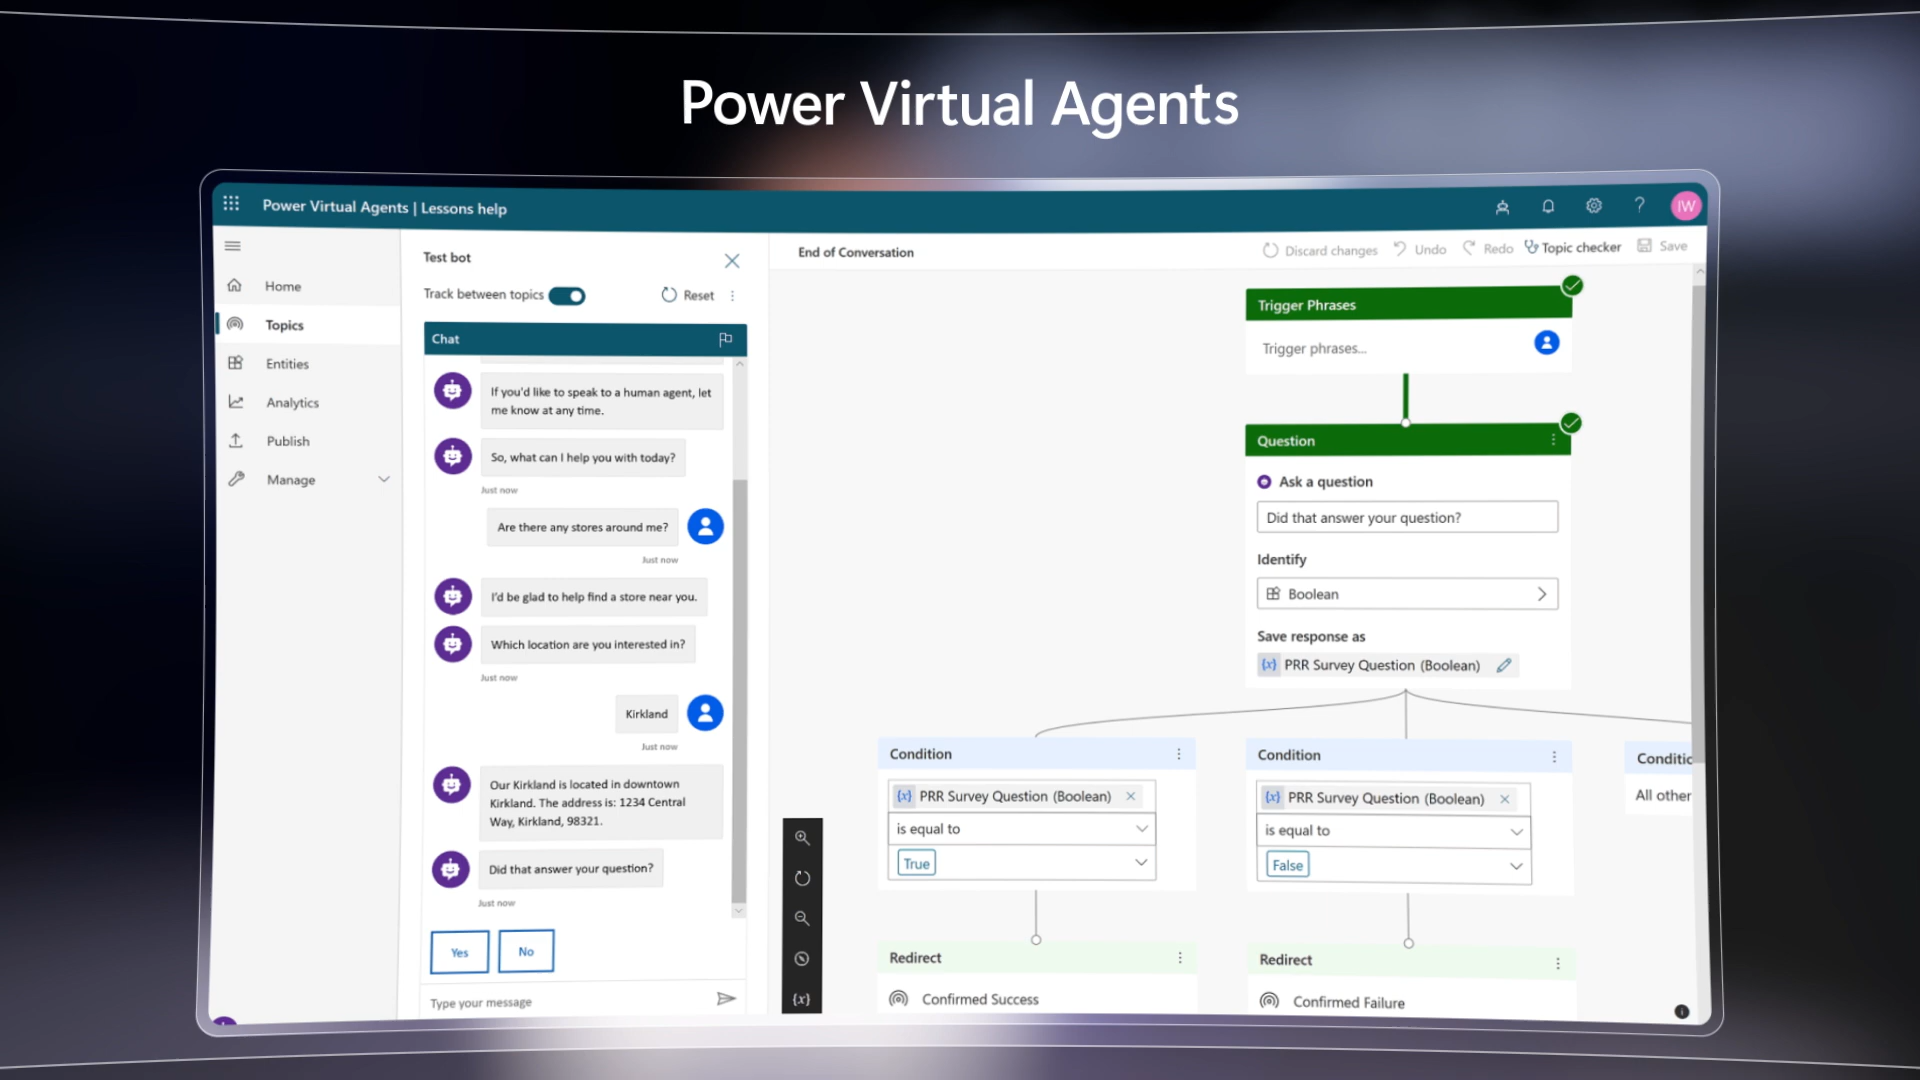 Power Virtual Agents
Power Virtual Agents | Lessons help
?
IW
Home
Topics
Entities
Analytics
Publish
Manage
Test bot
Track between topics
Reset
Chat
If you'd like to speak to a human agent, let
me know at any time.
So, what can I help you with today?
Just now
Are there any stores around me?
Just now
I'd be glad to help find a store near you.
Which location are you interested in?
Just now
Kirkland
Just now
Our Kirkland is located in downtown
Kirkland. The address is: 1234 Central
Way, Kirkland, 98321.
Did that answer your question?
Just now
Yes
No
Type your message
End of Conversation
Discard changes
Undo
Redo
Topic checker
Save
Trigger Phrases
Trigger phrases...
Question
Ask a question
Did that answer your question?
Identify
Boolean
Save response as
{x} PRR Survey Question (Boolean)
Condition
{x} PRR Survey Question (Boolean)
is equal to
True
Redirect
Confirmed Success
Condition
{x} PRR Survey Question (Boolean)
is equal to
False
Redirect
Confirmed Failure
Conditio
All other
{x}